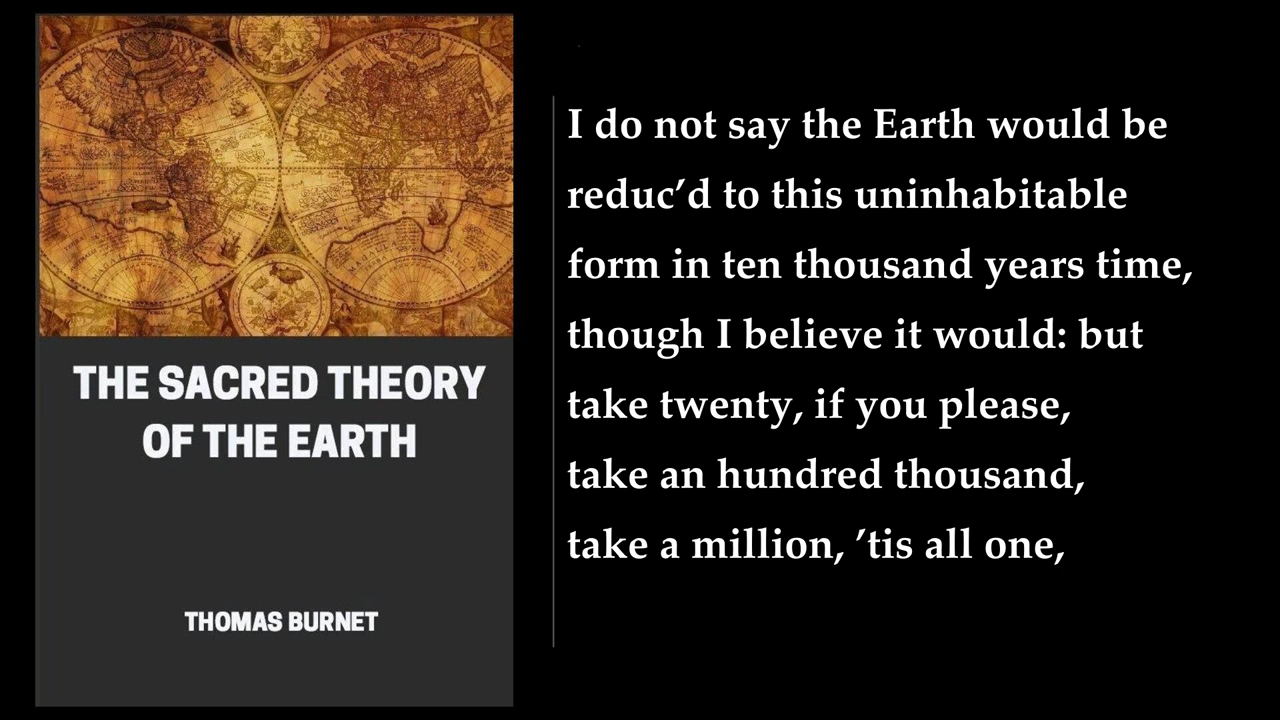 THE SACRED THEORY
OF THE EARTH
THOMAS BURNET
I do not say the Earth would be
reduc’d to this uninhabitable
form in ten thousand years time,
though I believe it would: but
take twenty, if you please,
take an hundred thousand,
take a million, ’tis all one,